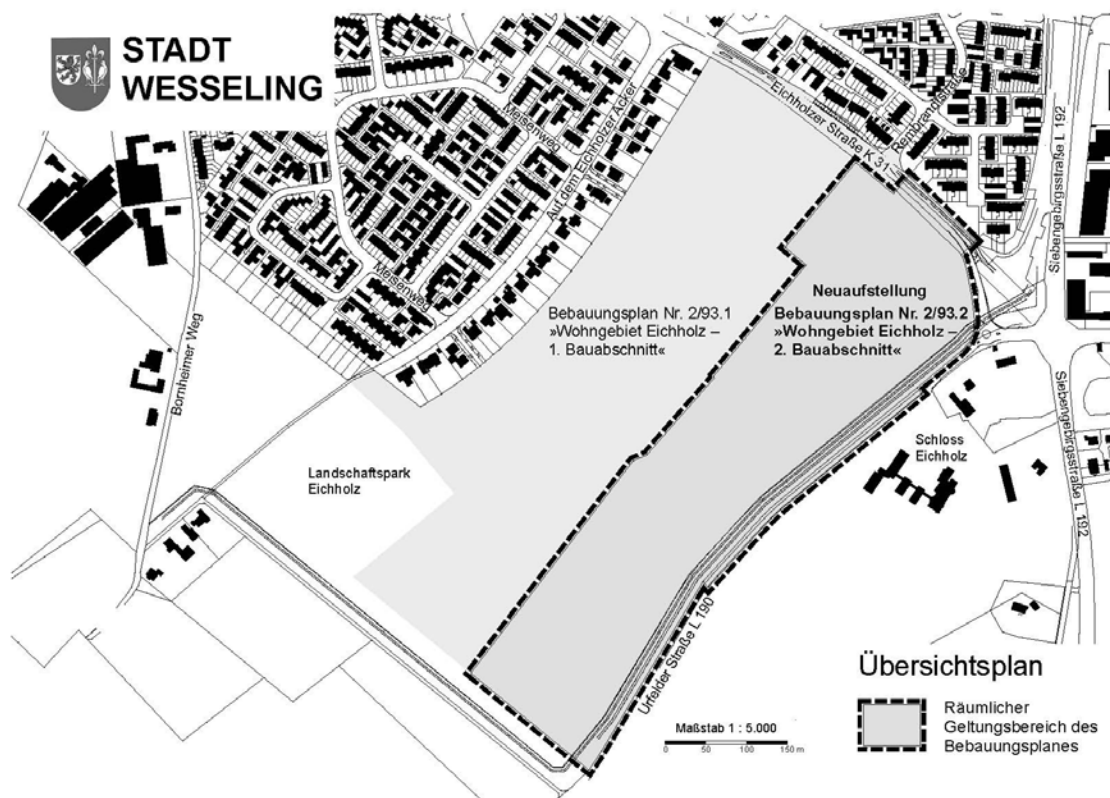 STADT
WESSELING
Eichholzer Straße K 31
Rembrandtstraße
Siebengebirgsstraße L 192
Meisenweg
Auf dem Eichholzer Acker
Meisenweg
Bornheimer Weg
Bebauungsplan Nr. 2/93.1
»Wohngebiet Eichholz –
1. Bauabschnitt«
Neuaufstellung
Bebauungsplan Nr. 2/93.2
»Wohngebiet Eichholz –
2. Bauabschnitt«
Schloss
Eichholz
Siebengebirgsstraße L 192
Landschaftspark
Eichholz
Urfelder Straße L 190
Übersichtsplan
Räumlicher
Geltungsbereich des
Bebauungsplanes
Maßstab 1 : 5.000
0 50 100 150 m